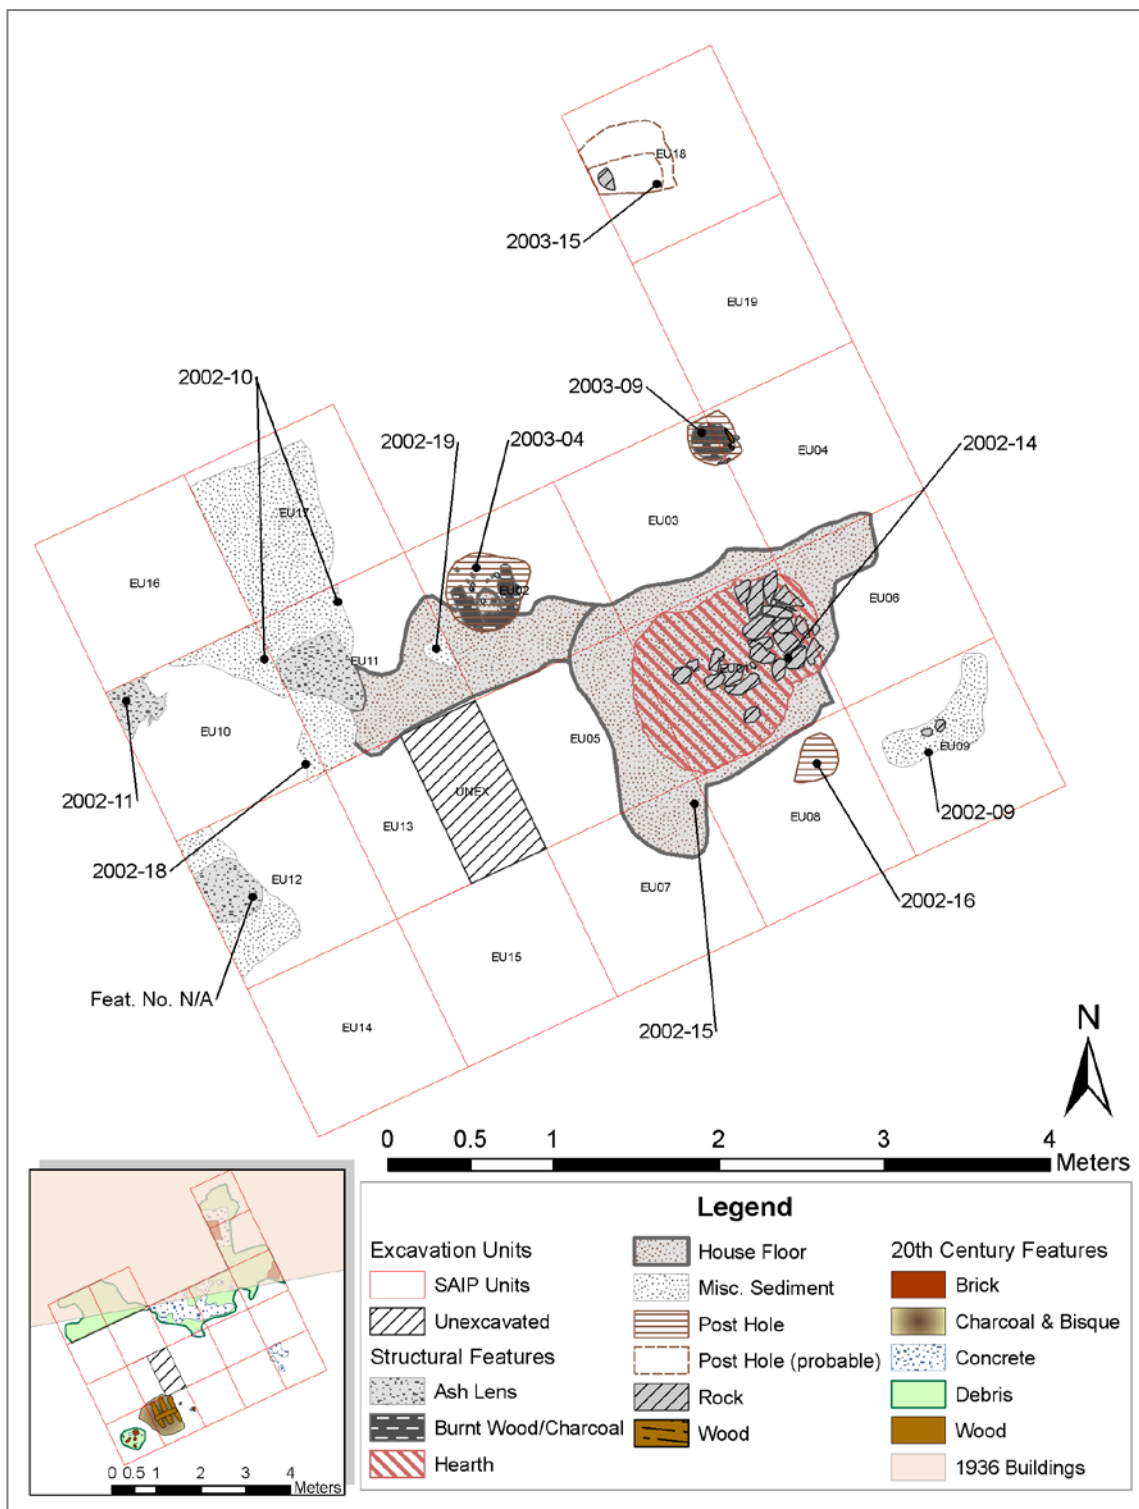 EU18
2003-15
EU19
2002-10
2003-09
2002-19
2003-04
EU04
2002-14
EU17
EU03
EU16
EU02
EU06
EU11
EU01
EU10
EU05
EU09
2002-11
UNEX
2002-09
EU13
EU08
2002-18
EU12
EU07
2002-16
EU15
Feat. No. N/A
EU14
2002-15
N
0 0.5 1 2 3 4
Meters
0 0.5 1 2 3 4
Meters
Legend
Excavation Units
SAIP Units
Unexcavated
Structural Features
Ash Lens
Burnt Wood/Charcoal
Hearth
House Floor
Misc. Sediment
Post Hole
Post Hole (probable)
Rock
Wood
20th Century Features
Brick
Charcoal & Bisque
Concrete
Debris
Wood
1936 Buildings